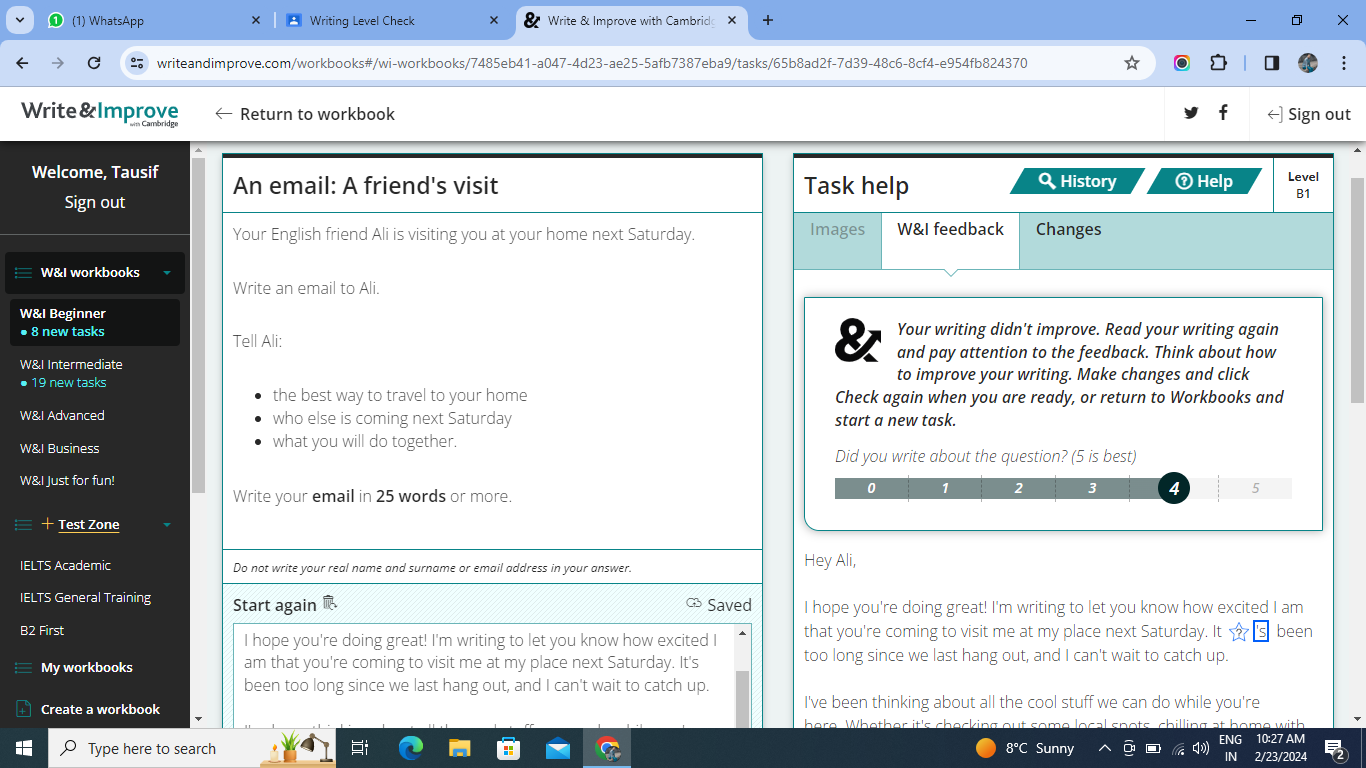 (1) WhatsApp
Writing Level Check
Write & Improve with Cambridg
writeandimprove.com/workbooks#/wi-workbooks/7485eb41-a047-4d23-ae25-5afb7387eba9/tasks/65b8ad2f-7d39-48c6-8cf4-e954fb824370
Write&Improve
with Cambridge
Return to workbook
Sign out
Welcome, Tausif
Sign out
W&I workbooks
W&I Beginner
8 new tasks
W&I Intermediate
19 new tasks
W&I Advanced
W&I Business
W&I Just for fun!
Test Zone
IELTS Academic
IELTS General Training
B2 First
My workbooks
Create a workbook
An email: A friend's visit
Your English friend Ali is visiting you at your home next Saturday.
Write an email to Ali.
Tell Ali:
the best way to travel to your home
who else is coming next Saturday
what you will do together.
Write your email in 25 words or more.
Do not write your real name and surname or email address in your answer.
Start again
Saved
I hope you're doing great! I'm writing to let you know how excited I
am that you're coming to visit me at my place next Saturday. It's
been too long since we last hang out, and I can't wait to catch up.
Task help
History
Help
Level
B1
Images
W&I feedback
Changes
Your writing didn't improve. Read your writing again
and pay attention to the feedback. Think about how
to improve your writing. Make changes and click
Check again when you are ready, or return to Workbooks and
start a new task.
Did you write about the question? (5 is best)
0 1 2 3 4 5
Hey Ali,
I hope you're doing great! I'm writing to let you know how excited I am
that you're coming to visit me at my place next Saturday. It ? 's been
too long since we last hang out, and I can't wait to catch up.
I've been thinking about all the cool stuff we can do while you're
here. Whether it's checking out some local spots, chilling at home with
Type here to search
8°C Sunny
ENG
IN
10:27 AM
2/23/2024
2